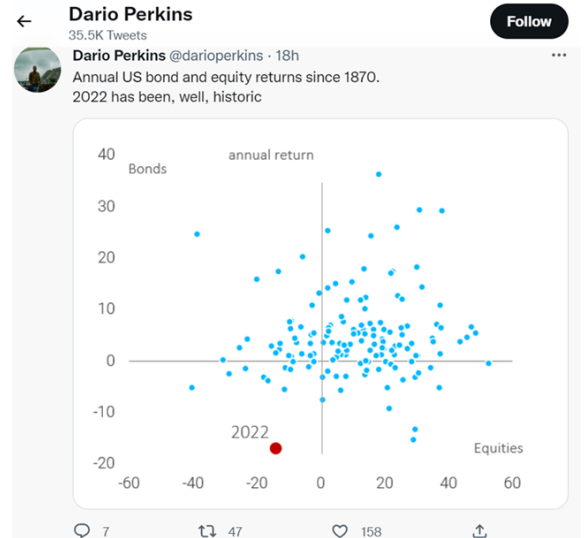 Dario Perkins
35.5K Tweets
Follow
Dario Perkins @darioperkins · 18h
Annual US bond and equity returns since 1870.
2022 has been, well, historic
40
annual return
Bonds
30
20
10
0
-10
2022
Equities
-20
-60 -40 -20 0 20 40 60
7 47 158